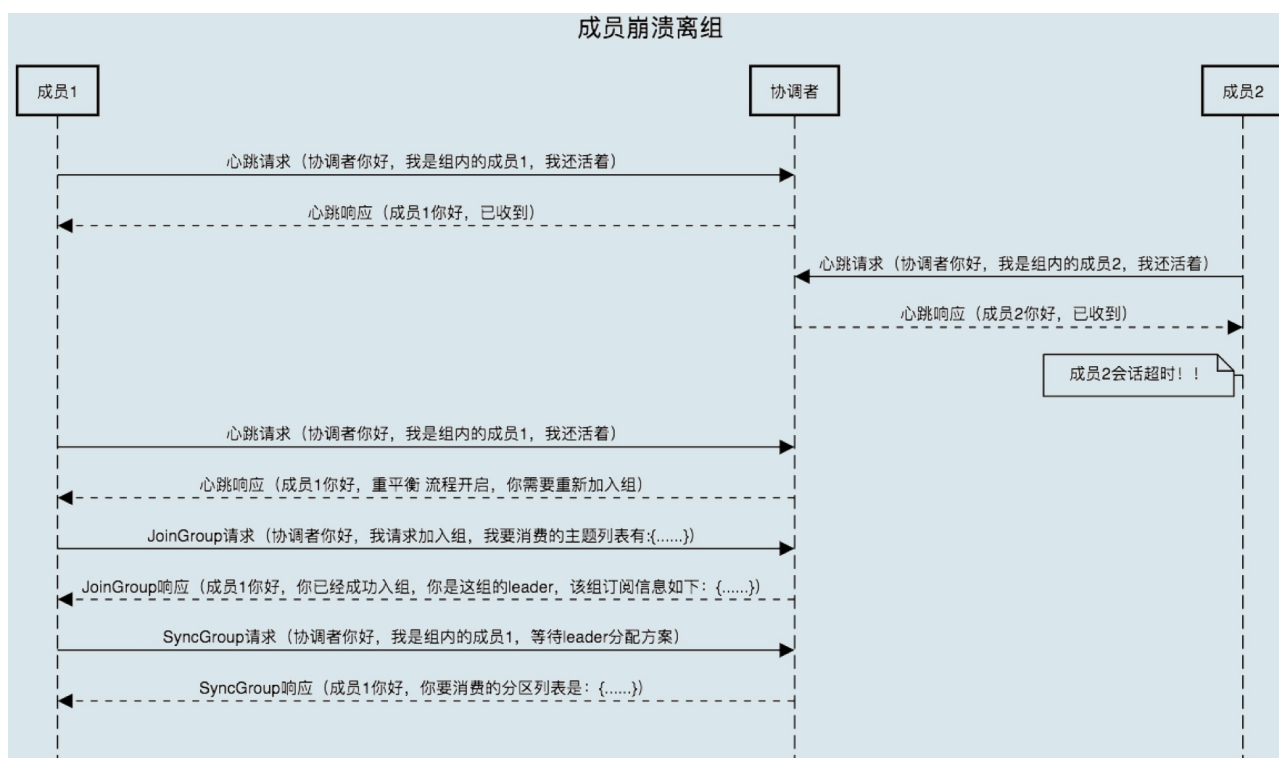 成员崩溃离组
成员1
协调者
成员2
心跳请求（协调者你好，我是组内的成员1，我还活着）
心跳响应（成员1你好，已收到）
心跳请求（协调者你好，我是组内的成员2，我还活着）
心跳响应（成员2你好，已收到）
成员2会话超时！！
心跳请求（协调者你好，我是组内的成员1，我还活着）
心跳响应（成员1你好，重平衡 流程开启，你需要重新加入组）
JoinGroup请求（协调者你好，我请求加入组，我要消费的主题列表有:{......}）
JoinGroup响应（成员1你好，你已经成功入组，你是这组的leader，该组订阅信息如下：{......}）
SyncGroup请求（协调者你好，我是组内的成员1，等待leader分配方案）
SyncGroup响应（成员1你好，你要消费的分区列表是：{......}）